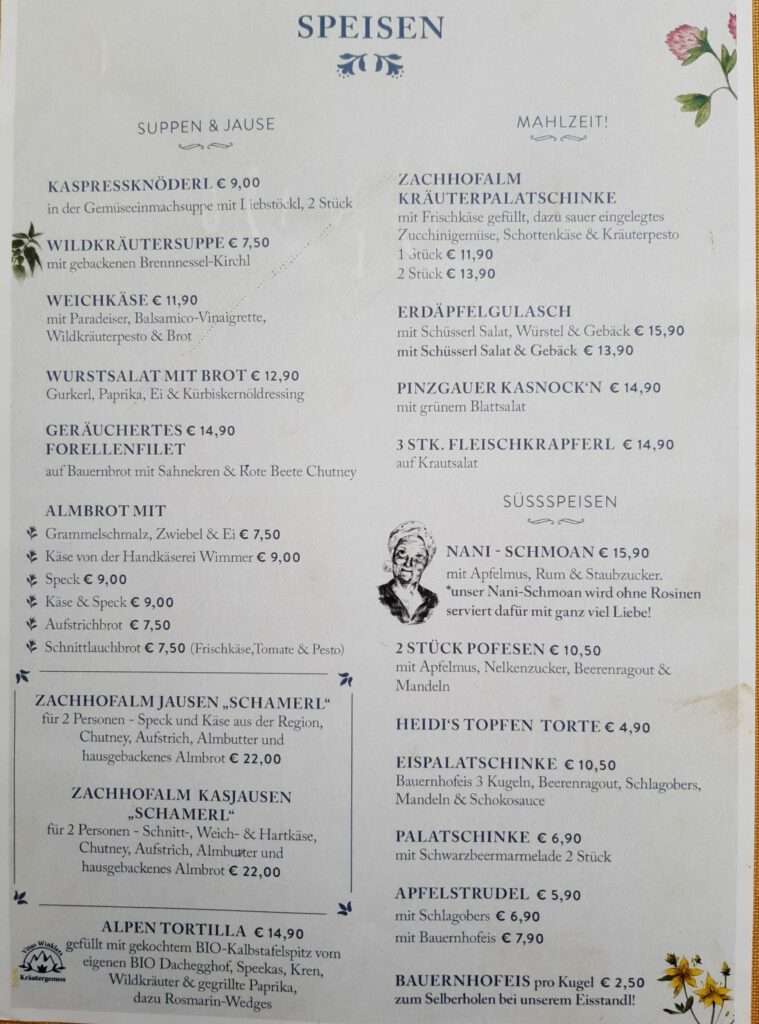 SPEISEN
SUPPEN & JAUSE
KASPRESSKNÖDERL € 9,00
in der Gemüseeinmachsuppe mit Liebstöckl, 2 Stück
WILDKRÄUTERSUPPE € 7,50
mit gebackenen Brennnessel-Kirchl
WEICHKÄSE € 11,90
mit Paradeiser, Balsamico-Vinaigrette,
Wildkräuterpesto & Brot
WURSTSALAT MIT BROT € 12,90
Gurkerl, Paprika, Ei & Kürbiskernöldressing
GERÄUCHERTES € 14,90
FORELLENFILET
auf Bauernbrot mit Sahnekren & Rote Beete Chutney
ALMBROT MIT
Grammelschmalz, Zwiebel & Ei € 7,50
Käse von der Handkäserei Wimmer € 9,00
Speck € 9,00
Käse & Speck € 9,00
Aufstrichbrot € 7,50
Schnittlauchbrot € 7,50 (Frischkäse,Tomate & Pesto)
ZACHHOFALM JAUSEN „SCHAMERL“
für 2 Personen - Speck und Käse aus der Region,
Chutney, Aufstrich, Almbutter und
hausgebackenes Almbrot € 22,00
ZACHHOFALM KASJAUSEN
„SCHAMERL“
für 2 Personen - Schnitt-, Weich- & Hartkäse,
Chutney, Aufstrich, Almbutter und
hausgebackenes Almbrot € 22,00
ALPEN TORTILLA € 14,90
gefüllt mit gekochtem BIO-Kalbstafelspitz vom
eigenen BIO Dachegghof, Speekas, Kren,
Wildkräuter & gegrillte Paprika,
dazu Rosmarin-Wedges
Vitus Winklers
Kräutergenuss
MAHLZEIT!
ZACHHOFALM
KRÄUTERPALATSCHINKE
mit Frischkäse gefüllt, dazu sauer eingelegtes
Zucchinigemüse, Schottenkäse & Kräuterpesto
1 Stück € 11,90
2 Stück € 13,90
ERDÄPFELGULASCH
mit Schüsserl Salat, Würstel & Gebäck € 15,90
mit Schüsserl Salat & Gebäck € 13,90
PINZGAUER KASNOCK‘N € 14,90
mit grünem Blattsalat
3 STK. FLEISCHKRAPFERL € 14,90
auf Krautsalat
SÜSSSPEISEN
NANI - SCHMOAN € 15,90
mit Apfelmus, Rum & Staubzucker.
*unser Nani-Schmoan wird ohne Rosinen
serviert dafür mit ganz viel Liebe!
2 STÜCK POFESEN € 10,50
mit Apfelmus, Nelkenzucker, Beerenragout &
Mandeln
HEIDI‘S TOPFEN TORTE € 4,90
EISPALATSCHINKE € 10,50
Bauernhofeis 3 Kugeln, Beerenragout, Schlagobers,
Mandeln & Schokosauce
PALATSCHINKE € 6,90
mit Schwarzbeermarmelade 2 Stück
APFELSTRUDEL € 5,90
mit Schlagobers € 6,90
mit Bauernhofeis € 7,90
BAUERNHOFEIS pro Kugel € 2,50
zum Selberholen bei unserem Eisstandl!